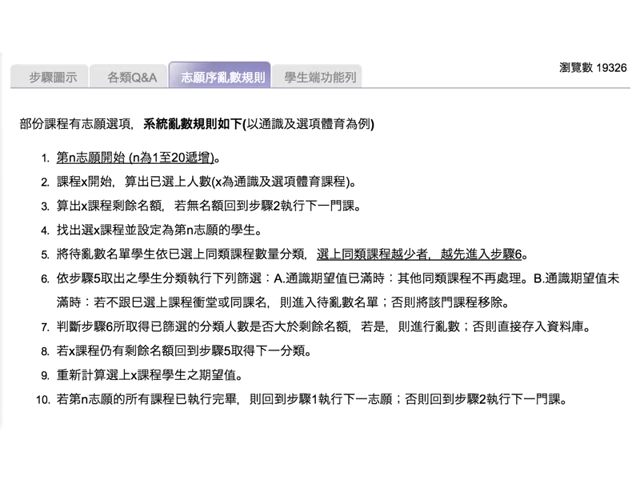 瀏覽數 19326
步驟圖示 各類Q&A 志願序亂數規則 學生端功能列
部份課程有志願選項，系統亂數規則如下(以通識及選項體育為例)
1. 第n志願開始 (n為1至20遞增)。
2. 課程x開始，算出已選上人數(x為通識及選項體育課程)。
3. 算出x課程剩餘名額，若無名額回到步驟2執行下一門課。
4. 找出選x課程並設定為第n志願的學生。
5. 將待亂數名單學生依已選上同類課程數量分類，選上同類課程越少者，越先進入步驟6。
6. 依步驟5取出之學生分類執行下列篩選：A.通識期望值已滿時：其他同類課程不再處理。B.通識期望值未
滿時：若不跟巳選上課程衝堂或同課名，則進入待亂數名單；否則將該門課程移除。
7. 判斷步驟6所取得已篩選的分類人數是否大於剩餘名額，若是，則進行亂數；否則直接存入資料庫。
8. 若x課程仍有剩餘名額回到步驟5取得下一分類。
9. 重新計算選上x課程學生之期望值。
10. 若第n志願的所有課程已執行完畢，則回到步驟1執行下一志願；否則回到步驟2執行下一門課。